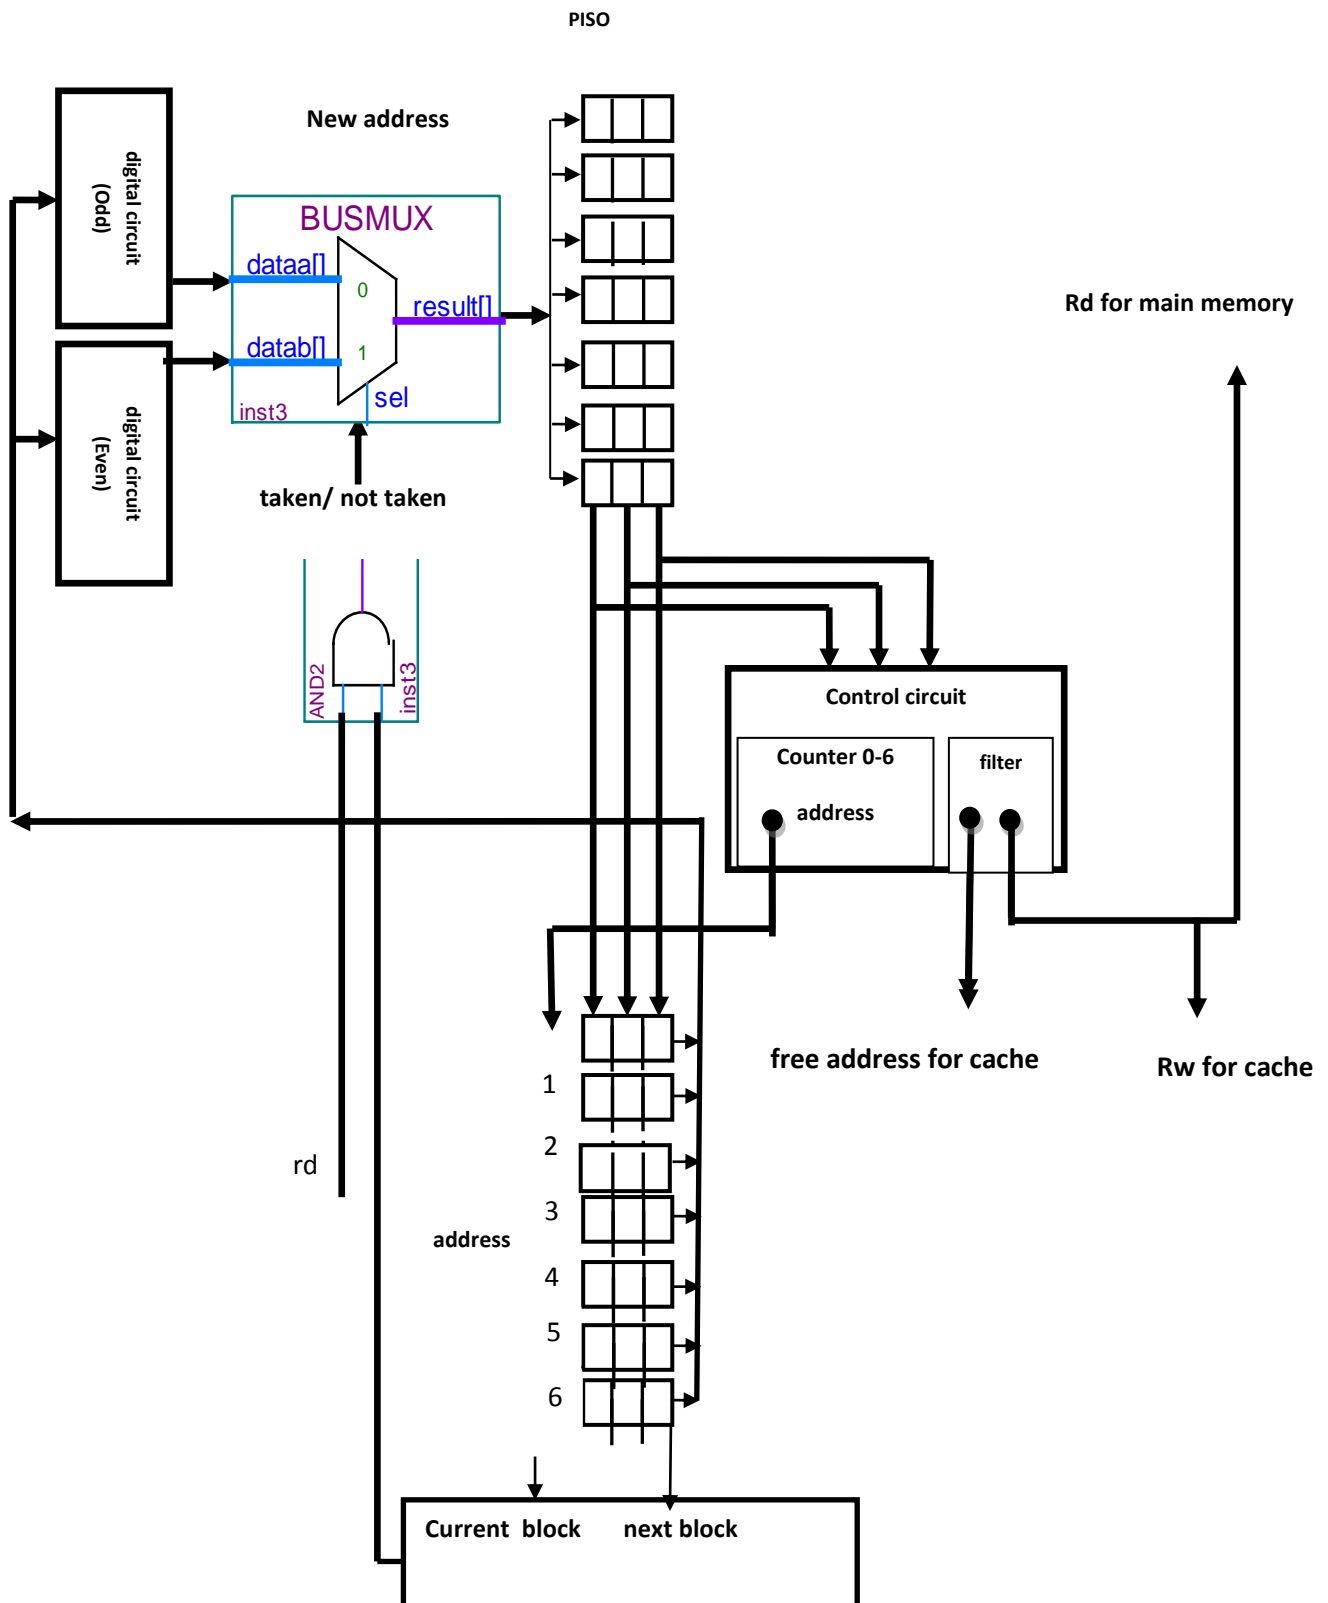 PISO
New address
digital circuit
(Odd)
BUSMUX
dataa[]
0
result[]
datab[]
1
sel
inst3
digital circuit
(Even)
taken/ not taken
Rd for main memory
AND2
inst3
Control circuit
Counter 0-6
address
filter
free address for cache
Rw for cache
1
2
rd
3
address
4
5
6
Current block
next block